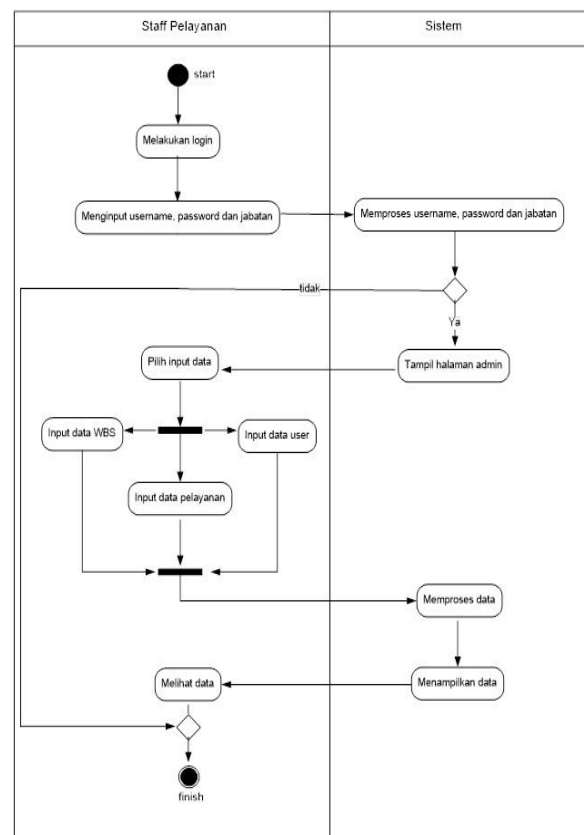 Staff Pelayanan
Sistem
start
Melakukan login
Menginput username, password dan jabatan
Memproses username, password dan jabatan
tidak
Ya
Pilih input data
Tampil halaman admin
Input data WBS
Input data user
Input data pelayanan
Memproses data
Melihat data
Menampilkan data
finish